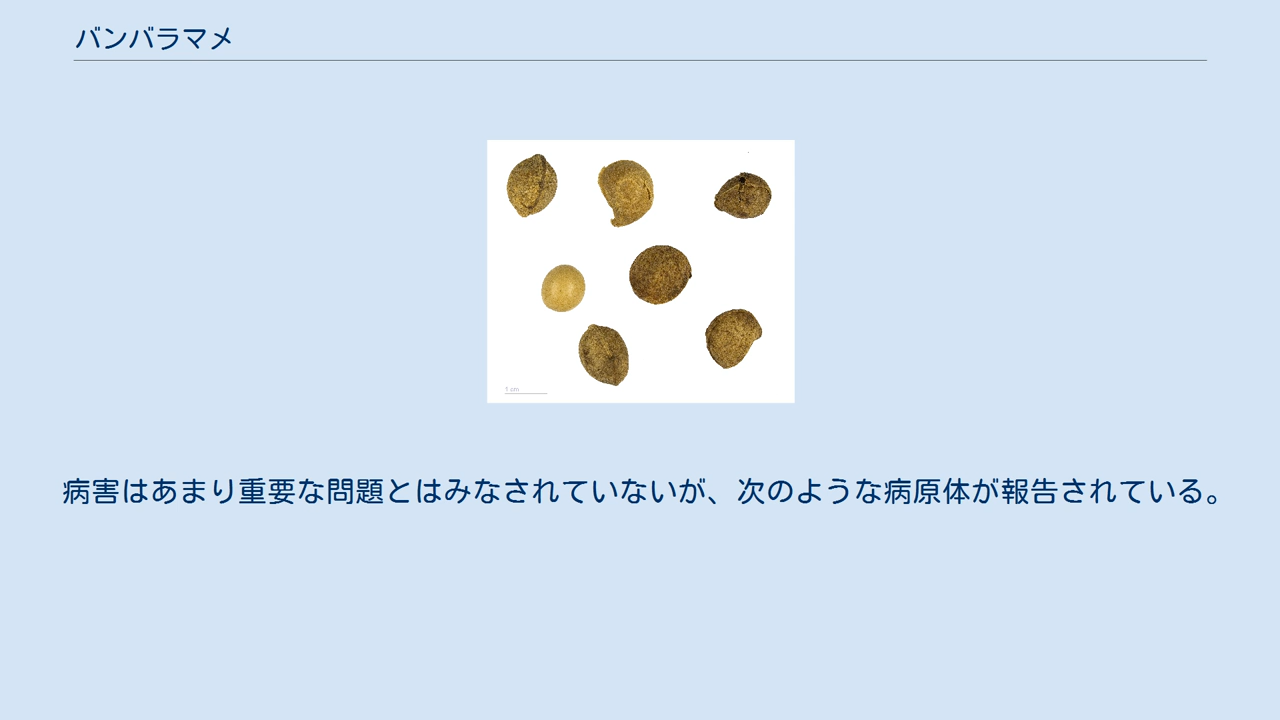 バンバラマメ
1 cm
病害はあまり重要な問題とはみなされていないが、次のような病原体が報告されている。